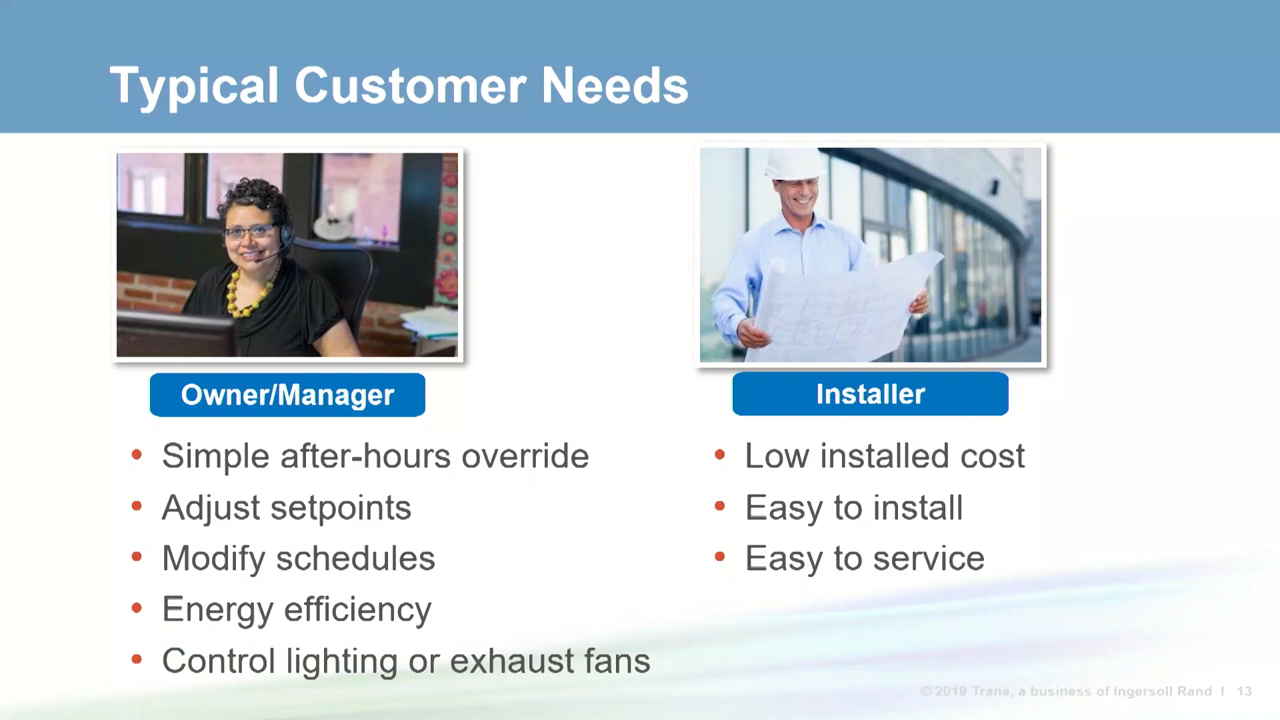 Typical Customer Needs
Owner/Manager
• Simple after-hours override
• Adjust setpoints
• Modify schedules
• Energy efficiency
• Control lighting or exhaust fans
Installer
• Low installed cost
• Easy to install
• Easy to service
© 2019 Trane, a business of Ingersoll Rand | 13